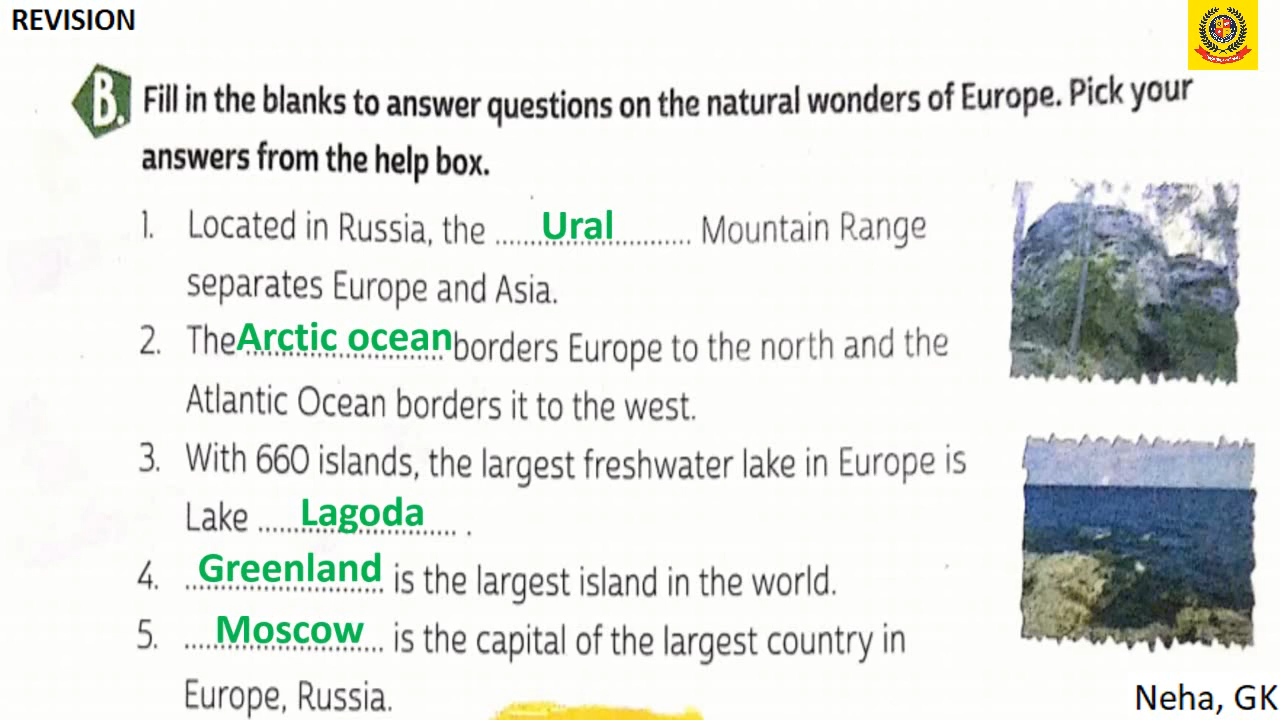 REVISION
B. Fill in the blanks to answer questions on the natural wonders of Europe. Pick your
answers from the help box.
1. Located in Russia, the ......Ural...... Mountain Range
separates Europe and Asia.
2. The Arctic ocean borders Europe to the north and the
Atlantic Ocean borders it to the west.
3. With 660 islands, the largest freshwater lake in Europe is
Lake ......Lagoda...... .
4. ......Greenland...... is the largest island in the world.
5. ......Moscow...... is the capital of the largest country in
Europe, Russia.
Neha, GK